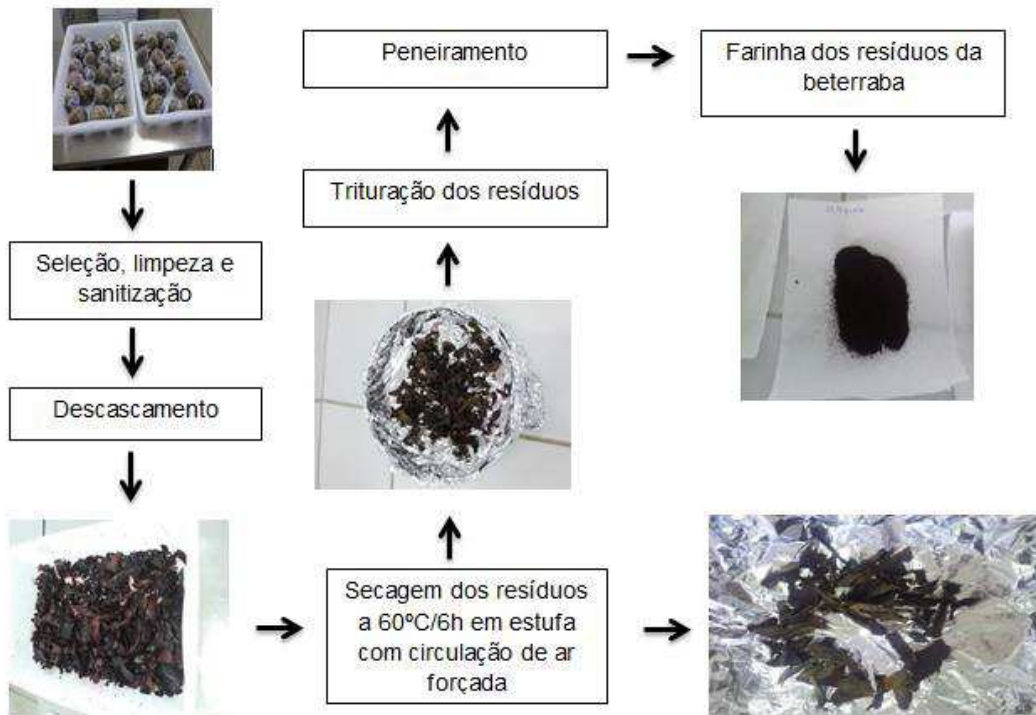 Seleção, limpeza e
sanitização
Descascamento
Secagem dos resíduos
a 60ºC/6h em estufa
com circulação de ar
forçada
Trituração dos resíduos
Peneiramento
Farinha dos resíduos da
beterraba